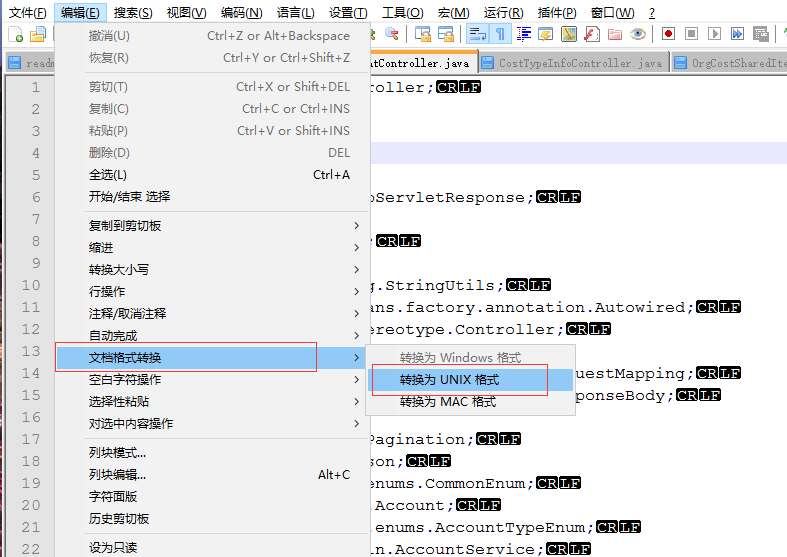 文件(F) 编辑(E) 搜索(S) 视图(V) 编码(N) 语言(L) 设置(T) 工具(O) 宏(M) 运行(R) 插件(P) 窗口(W) ?
readm
ntController.java CostTypeInfoController.java OrgCostSharedIte
撤消(U) Ctrl+Z or Alt+Backspace
恢复(R) Ctrl+Y or Ctrl+Shift+Z
剪切(T) Ctrl+X or Shift+DEL
复制(C) Ctrl+C or Ctrl+INS
粘贴(P) Ctrl+V or Shift+INS
删除(D) DEL
全选(L) Ctrl+A
开始/结束 选择
复制到剪切板
缩进
转换大小写
行操作
注释/取消注释
自动完成
文档格式转换
空白字符操作
选择性粘贴
对选中内容操作
列块模式...
列块编辑... Alt+C
字符面版
历史剪切板
设为只读
转换为 Windows 格式
转换为 UNIX 格式
转换为 MAC 格式
1 roller;CRLF
2
3
4
5
6 pServletResponse;CRLF
7
8 ;CRLF
9
10 g.StringUtils;CRLF
11 ans.factory.annotation.Autowired;CRLF
12 ereotype.Controller;CRLF
13
14 uestMapping;CRLF
15 ponseBody;CRLF
16
17 Pagination;CRLF
18 son;CRLF
19 enums.CommonEnum;CRLF
20 .Account;CRLF
21 .enums.AccountTypeEnum;CRLF
22 in.AccountService;CRLF